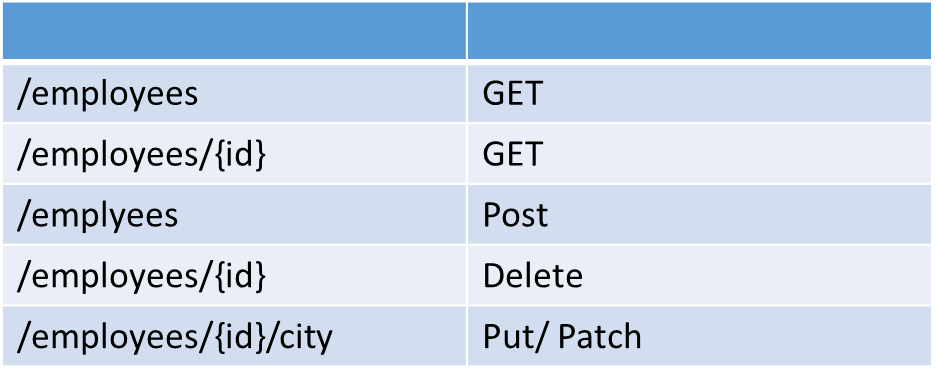 /employees GET
/employees/{id} GET
/emplyees Post
/employees/{id} Delete
/employees/{id}/city Put/ Patch